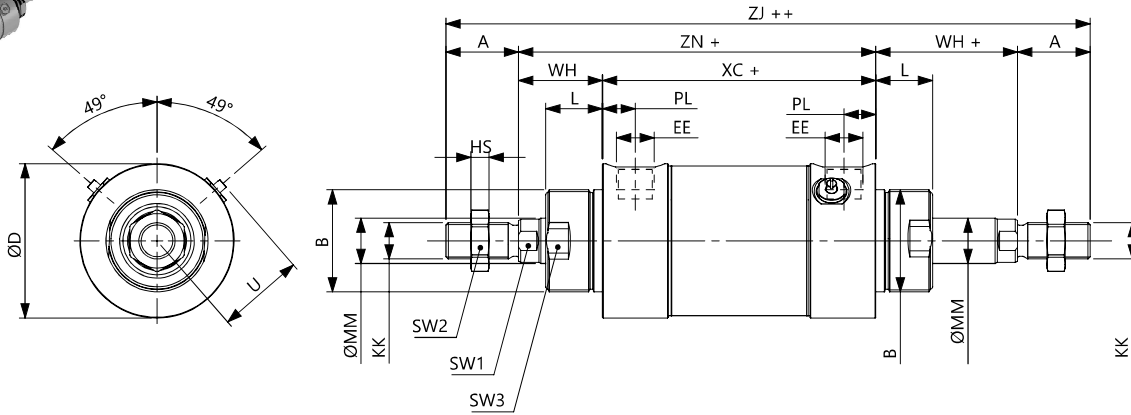 ZJ ++
A
ZN +
WH +
A
WH
XC +
L
L
PL
PL
EE
EE
HS
49°
49°
ØD
U
B
ØMM
KK
SW2
SW1
SW3
B
ØMM
KK